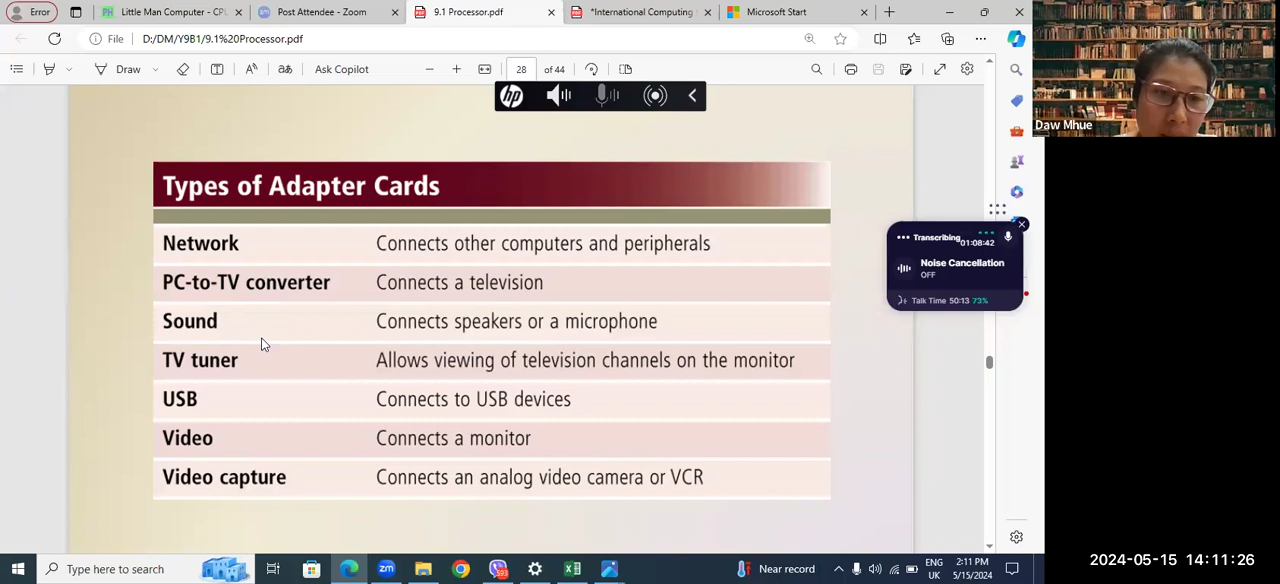 Error
Little Man Computer - CPU
Post Attendee - Zoom
9.1 Processor.pdf
*International Computing
Microsoft Start
File
D:/DM/Y9B1/9.1%20Processor.pdf
Draw
Ask Copilot
28 of 44
hp
Daw Mhue
Types of Adapter Cards
Network Connects other computers and peripherals
PC-to-TV converter Connects a television
Sound Connects speakers or a microphone
TV tuner Allows viewing of television channels on the monitor
USB Connects to USB devices
Video Connects a monitor
Video capture Connects an analog video camera or VCR
Transcribing
01:08:42
Noise Cancellation
OFF
Talk Time 50:13 73%
Type here to search
Near record
ENG
UK
2:11 PM
5/15/2024
2024-05-15 14:11:26